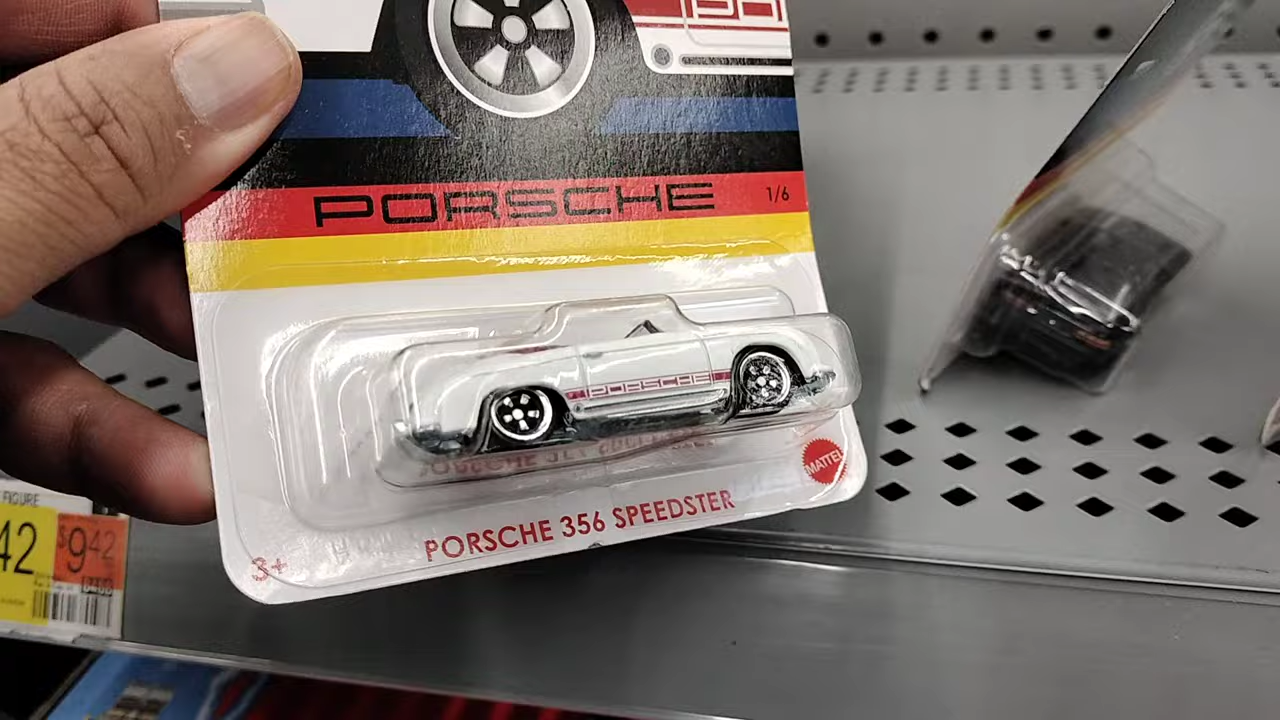 PORSCHE 1/6
PORSCHE
MATTEL
PORSCHE 356 SPEEDSTER
3+
FIGURE
42 $9 42